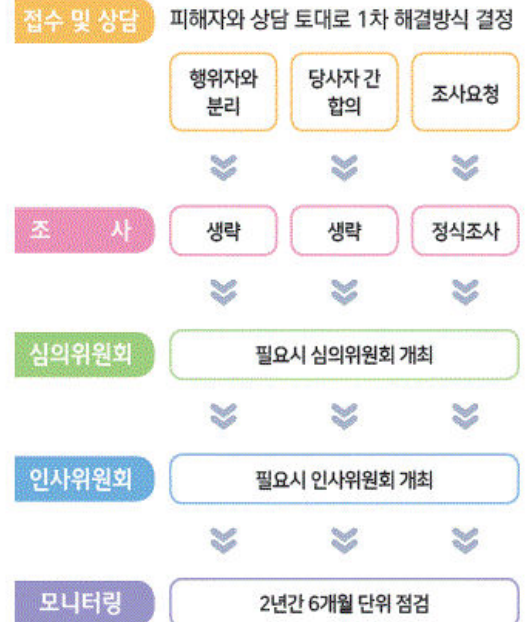 접수 및 상담 피해자와 상담 토대로 1차 해결방식 결정
행위자와 분리
당사자 간 합의
조사요청
조 사 생략 생략 정식조사
심의위원회 필요시 심의위원회 개최
인사위원회 필요시 인사위원회 개최
모니터링 2년간 6개월 단위 점검